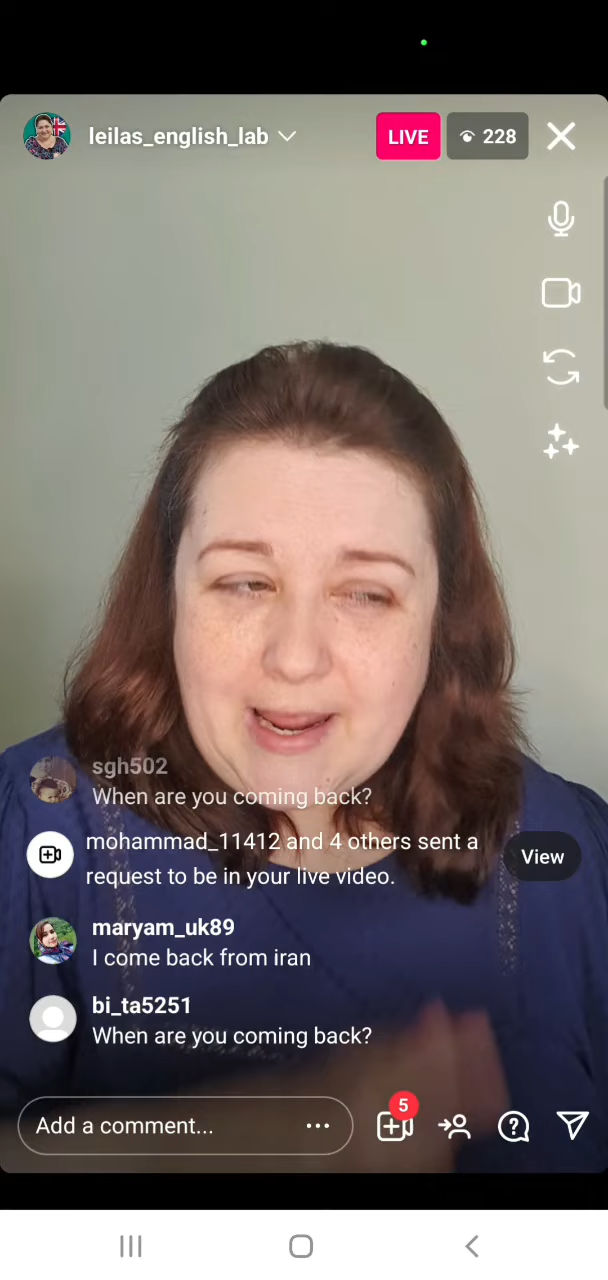 leilas_english_lab
LIVE
228
sgh502
When are you coming back?
mohammad_11412 and 4 others sent a
request to be in your live video.
View
maryam_uk89
I come back from iran
bi_ta5251
When are you coming back?
Add a comment...
5